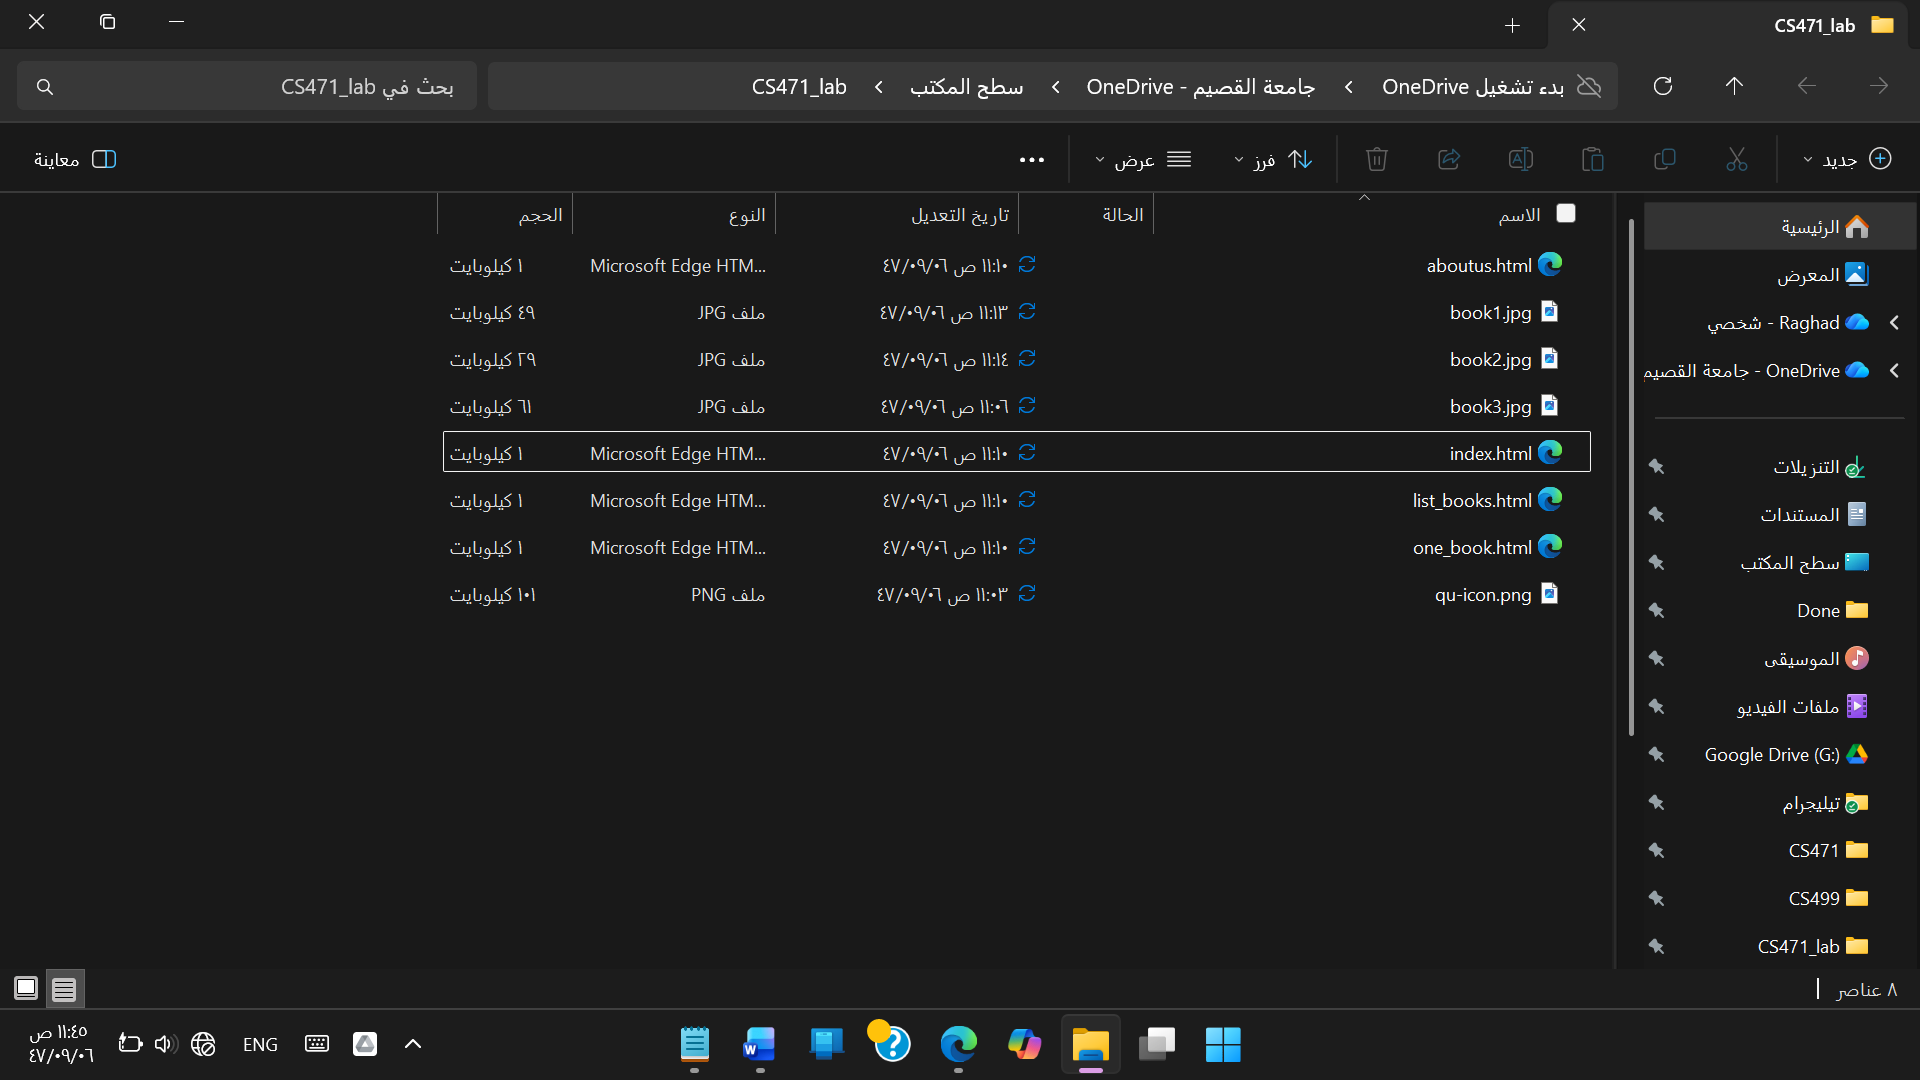 CS471_lab
بدء تشغيل OneDrive
OneDrive - جامعة القصيم
سطح المكتب
CS471_lab
بحث في CS471_lab
جديد
فرز
عرض
معاينة
الاسم
الحالة
تاريخ التعديل
النوع
الحجم
aboutus.html ١١:١٠ ص ٤٧/٠٩/٠٦ Microsoft Edge HTM... ١ كيلوبايت
book1.jpg ١١:١٣ ص ٤٧/٠٩/٠٦ ملف JPG ٤٩ كيلوبايت
book2.jpg ١١:١٤ ص ٤٧/٠٩/٠٦ ملف JPG ٢٩ كيلوبايت
book3.jpg ١١:٠٦ ص ٤٧/٠٩/٠٦ ملف JPG ٦١ كيلوبايت
index.html ١١:١٠ ص ٤٧/٠٩/٠٦ Microsoft Edge HTM... ١ كيلوبايت
list_books.html ١١:١٠ ص ٤٧/٠٩/٠٦ Microsoft Edge HTM... ١ كيلوبايت
one_book.html ١١:١٠ ص ٤٧/٠٩/٠٦ Microsoft Edge HTM... ١ كيلوبايت
qu-icon.png ١١:٠٣ ص ٤٧/٠٩/٠٦ ملف PNG ١٠١ كيلوبايت
الرئيسية
المعرض
Raghad - شخصي
OneDrive - جامعة القصيم
التنزيلات
المستندات
سطح المكتب
Done
الموسيقى
ملفات الفيديو
Google Drive (G:)
تيليجرام
CS471
CS499
CS471_lab
٨ عناصر
ENG
١١:٤٥ ص
٤٧/٠٩/٠٦